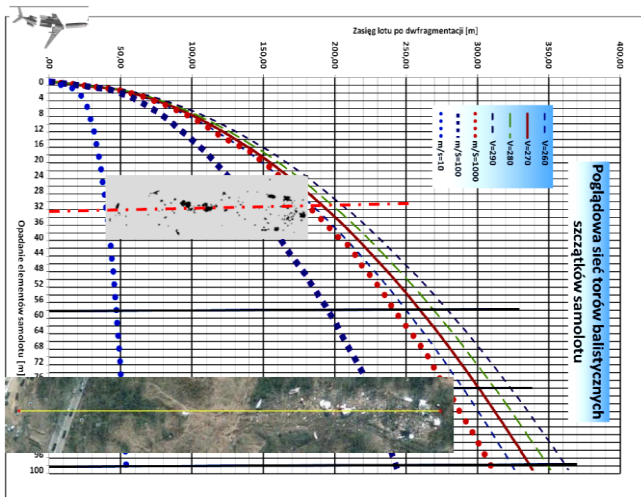 Zasięg lotu po dwfragmentacji [m]
,00
50,00
100,00
150,00
200,00
250,00
300,00
350,00
400,00
0
4
8
12
16
20
24
28
32
36
40
44
48
52
56
60
64
68
72
76
96
100
Opadanie elementów samolotu [m]
m/s=10
m/s=100
m/s=1000
V=290
V=280
V=270
V=260
Poglądowa sieć torów balistycznych
szczątków samolotu